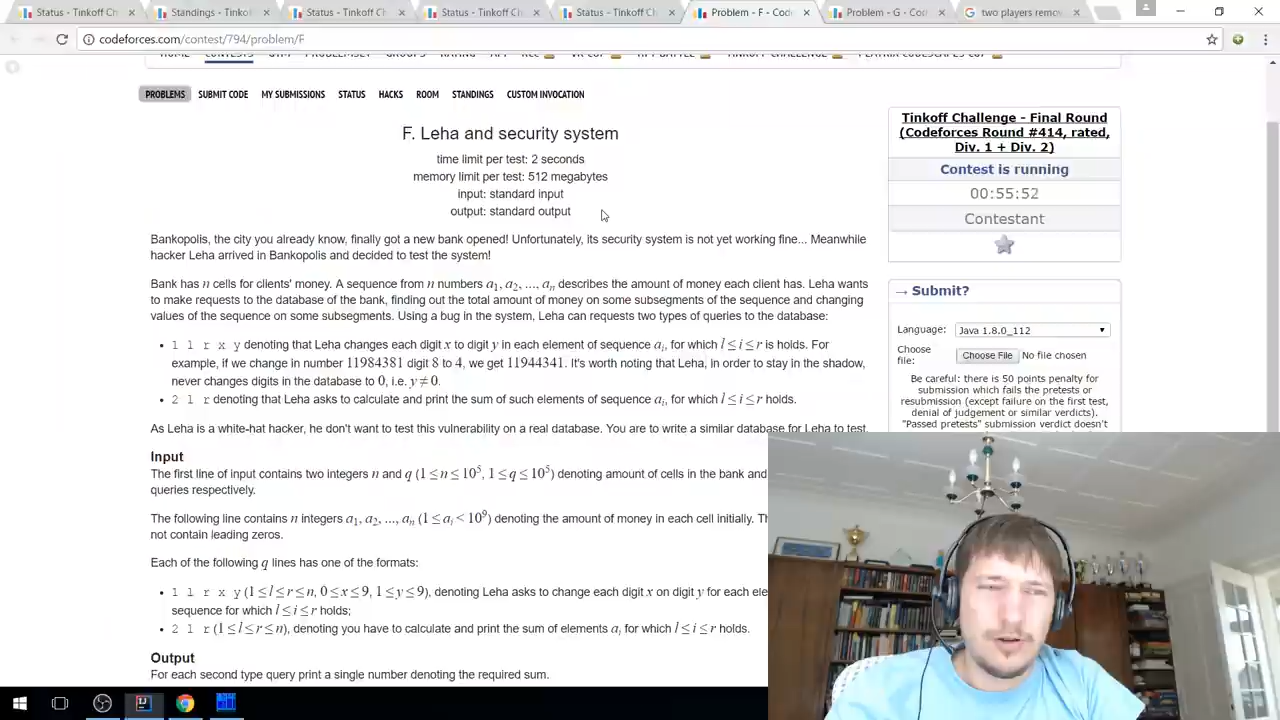 Status - Tinkoff Ch
Standings - Tinkof
Status - Tinkoff Ch
Status - Tinkoff Ch
Status - Tinkoff Ch
Problem - F - Code
Problem - G - Code
two players remov
codeforces.com/contest/794/problem/F
PROBLEMS SUBMIT CODE MY SUBMISSIONS STATUS HACKS ROOM STANDINGS CUSTOM INVOCATION
F. Leha and security system
time limit per test: 2 seconds
memory limit per test: 512 megabytes
input: standard input
output: standard output
Bankopolis, the city you already know, finally got a new bank opened! Unfortunately, its security system is not yet working fine... Meanwhile
hacker Leha arrived in Bankopolis and decided to test the system!
Bank has n cells for clients' money. A sequence from n numbers a1, a2, ..., an describes the amount of money each client has. Leha wants
to make requests to the database of the bank, finding out the total amount of money on some subsegments of the sequence and changing
values of the sequence on some subsegments. Using a bug in the system, Leha can requests two types of queries to the database:
• 1 l r x y denoting that Leha changes each digit x to digit y in each element of sequence ai, for which l ≤ i ≤ r is holds. For
example, if we change in number 11984381 digit 8 to 4, we get 11944341. It's worth noting that Leha, in order to stay in the shadow,
never changes digits in the database to 0, i.e. y ≠ 0.
• 2 l r denoting that Leha asks to calculate and print the sum of such elements of sequence ai, for which l ≤ i ≤ r holds.
As Leha is a white-hat hacker, he don't want to test this vulnerability on a real database. You are to write a similar database for Leha to test.
Input
The first line of input contains two integers n and q (1 ≤ n ≤ 10^5, 1 ≤ q ≤ 10^5) denoting amount of cells in the bank and
queries respectively.
The following line contains n integers a1, a2, ..., an (1 ≤ ai < 10^9) denoting the amount of money in each cell initially.
not contain leading zeros.
Each of the following q lines has one of the formats:
• 1 l r x y (1 ≤ l ≤ r ≤ n, 0 ≤ x ≤ 9, 1 ≤ y ≤ 9), denoting Leha asks to change each digit x on digit y for each
sequence for which l ≤ i ≤ r holds;
• 2 l r (1 ≤ l ≤ r ≤ n), denoting you have to calculate and print the sum of elements ai for which l ≤ i ≤ r holds.
Output
For each second type query print a single number denoting the required sum.
Tinkoff Challenge - Final Round
(Codeforces Round #414, rated,
Div. 1 + Div. 2)
Contest is running
00:55:52
Contestant
→ Submit?
Language: Java 1.8.0_112
Choose
file: Choose File No file chosen
Be careful: there is 50 points penalty for
submission which fails the pretests or
resubmission (except failure on the first test,
denial of judgement or similar verdicts).
"Passed pretests" submission verdict doesn't